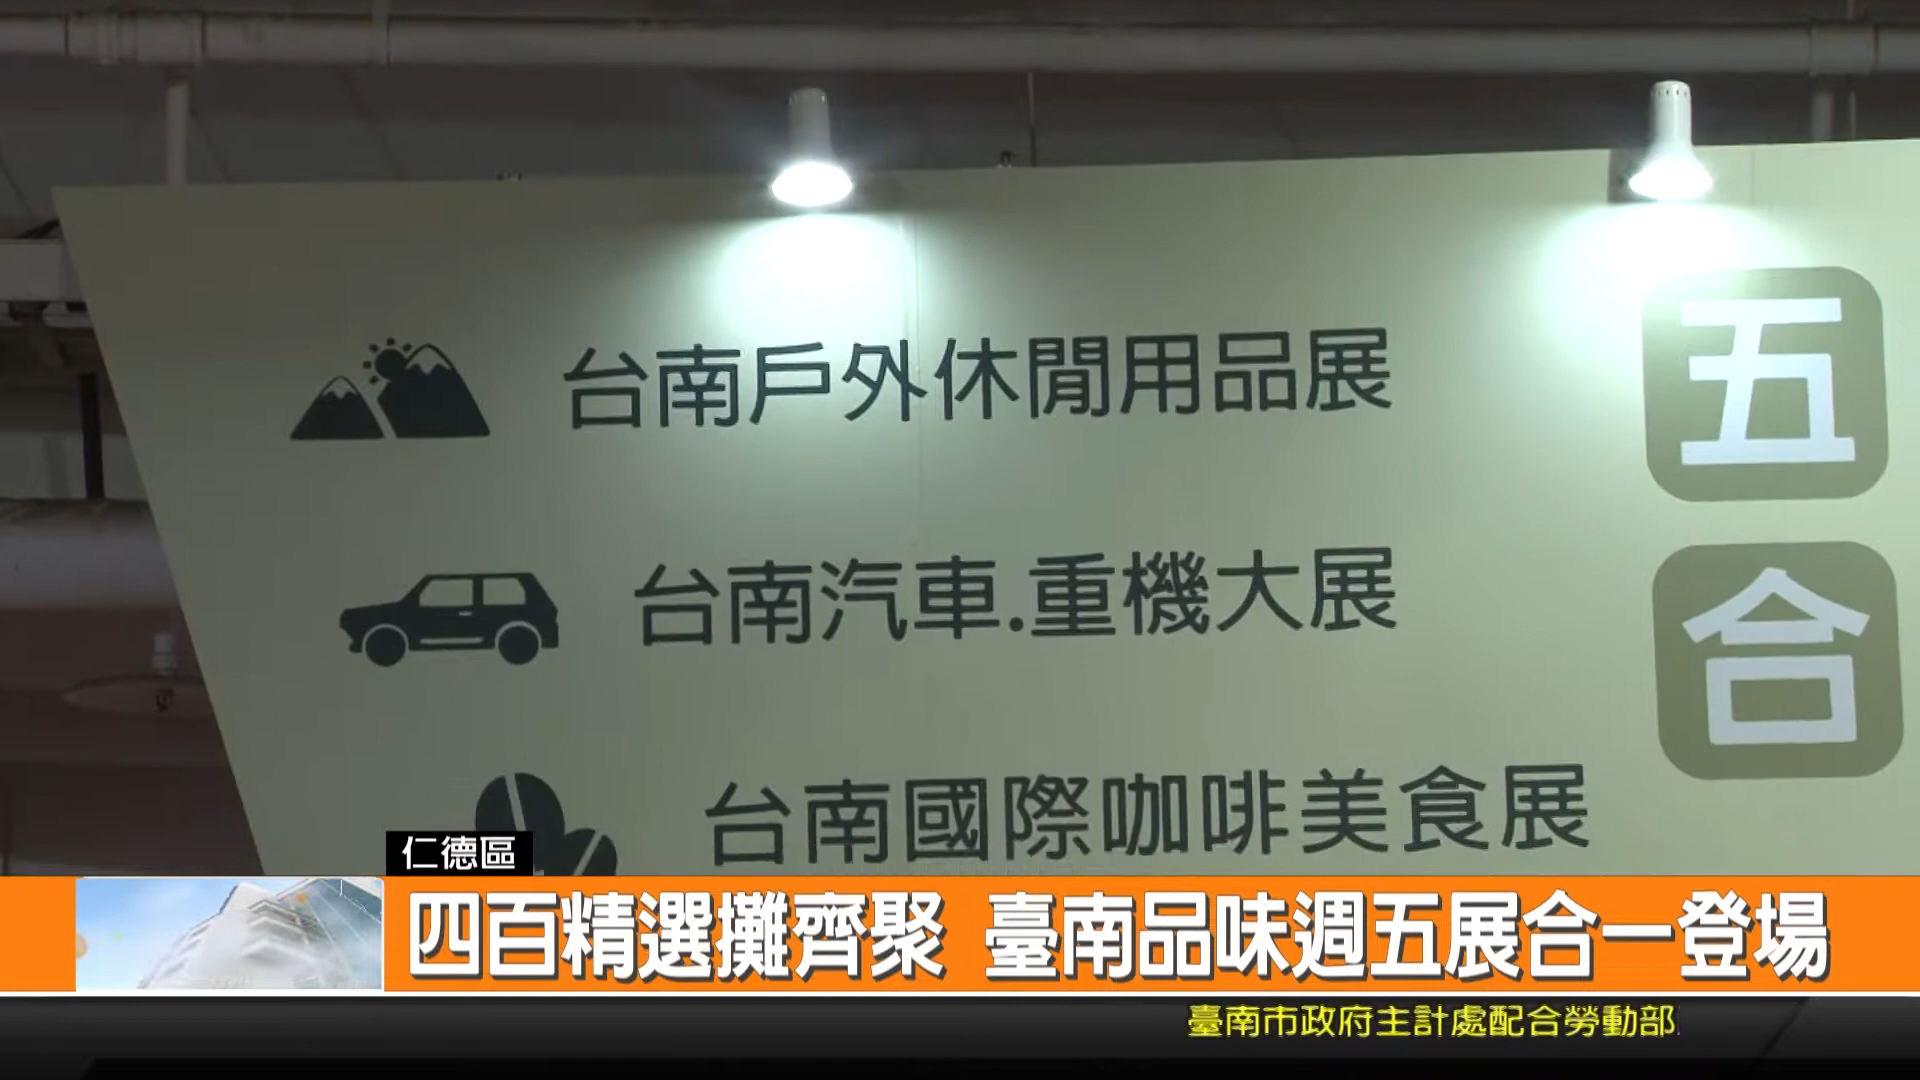 台南戶外休閒用品展
台南汽車.重機大展
台南國際咖啡美食展
五
合
仁德區
四百精選攤齊聚 臺南品味週五展合一登場
臺南市政府主計處配合勞動部